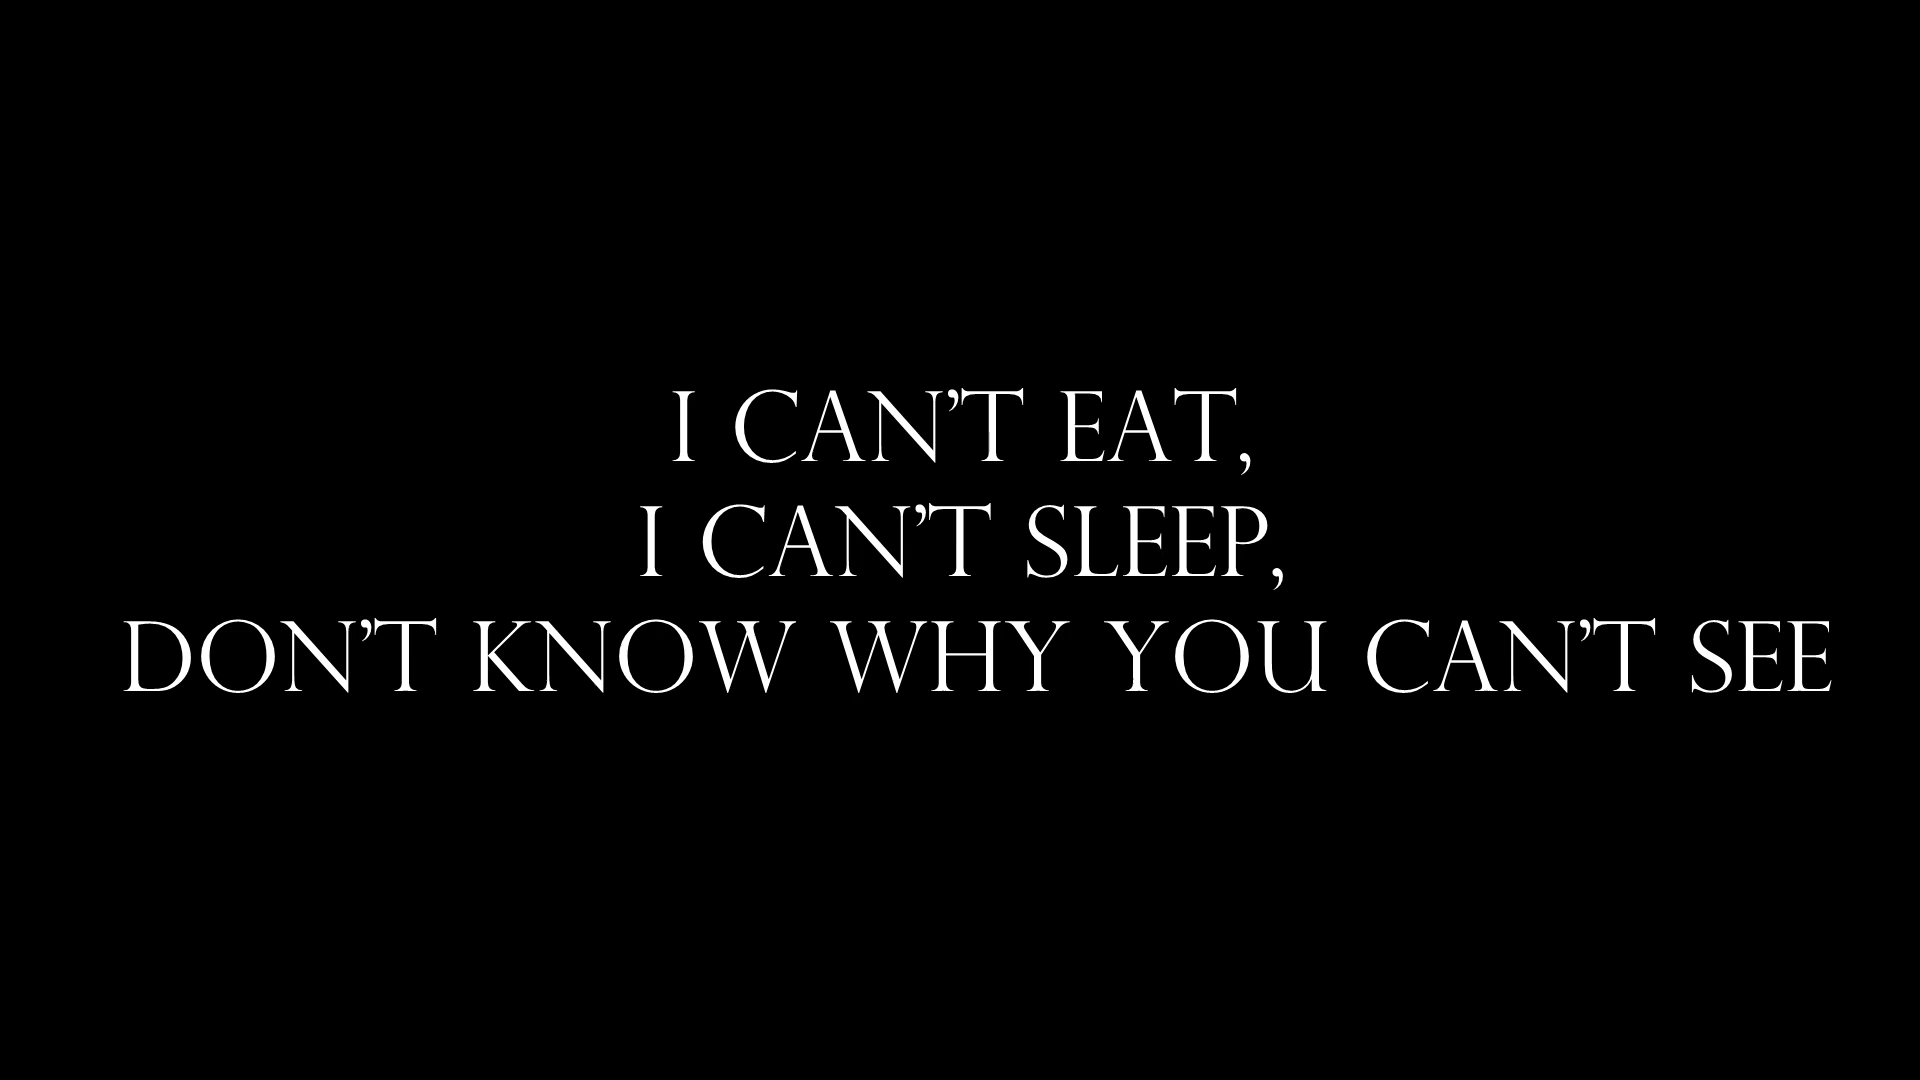 I CAN'T EAT,
I CAN'T SLEEP,
DON'T KNOW WHY YOU CAN'T SEE